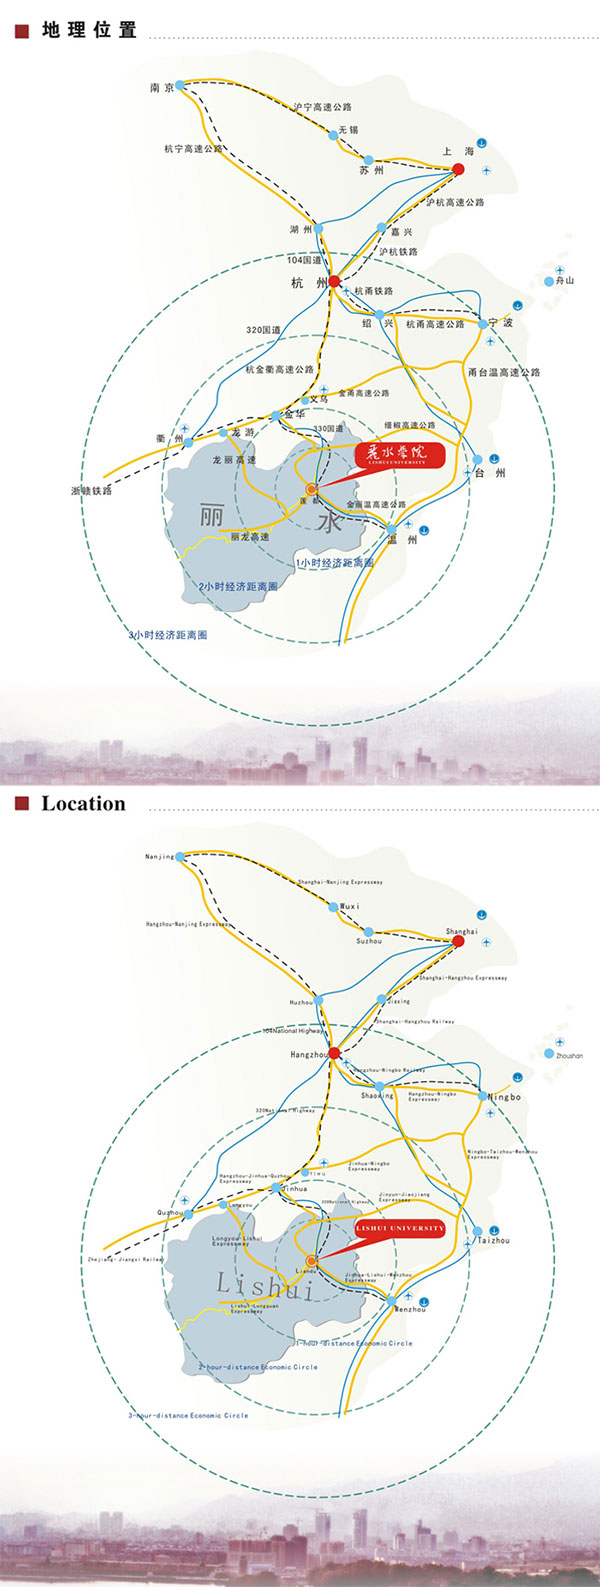 地理位置
南京
沪宁高速公路
无锡
杭宁高速公路
苏州
上海
沪杭高速公路
湖州
嘉兴
沪杭铁路
104国道
杭州
舟山
杭甬铁路
绍兴
杭甬高速公路
宁波
320国道
杭金衢高速公路
甬台温高速公路
义乌
金甬高速公路
金华
衢州
龙游
330国道
缙椒高速公路
丽水学院
LISHUI UNIVERSITY
龙丽高速
台州
浙赣铁路
莲都
金丽温高速公路
丽水
温州
丽龙高速
1小时经济距离圈
2小时经济距离圈
3小时经济距离圈
Location
Nanjing
Shanghai-Nanjing Expressway
Wuxi
Hangzhou-Nanjing Expressway
Suzhou
Shanghai
Shanghai-Hangzhou Expressway
Huzhou
Jiaxing
Shanghai-Hangzhou Railway
104National Highway
Hangzhou
Zhoushan
Hangzhou-Ningbo Railway
Shaoxing
Hangzhou-Ningbo
Expressway
Ningbo
320National Highway
Ningbo-Taizhou-Wenzhou
Expressway
Hangzhou-Jinhua-Quzhou
Expressway
Yiwu
Jinhua-Ningbo
Expressway
Jinhua
330National Highway
Jinyun-Jiaojiang
Expressway
Quzhou
Longyou
LISHUI UNIVERSITY
Longyou-Lishui
Expressway
Taizhou
Zhejiang-Jiangxi Railway
Liandu
Jinhua-Lishui-Wenzhou
Expressway
Lishui
Wenzhou
Lishui-Longquan
Expressway
1-hour-distance Economic Circle
2-hour-distance Economic Circle
3-hour-distance Economic Circle